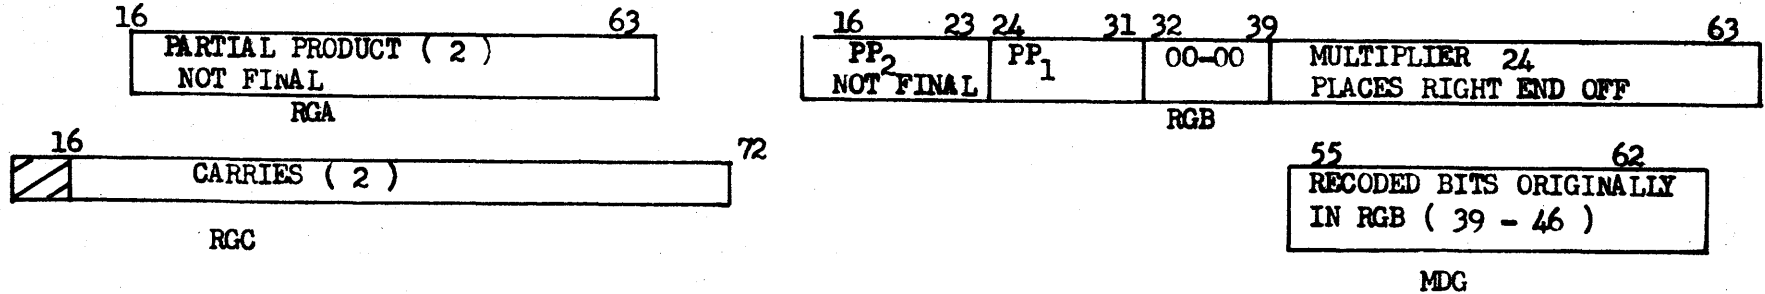 16 63
PARTIAL PRODUCT ( 2 )
NOT FINAL
RGA
16 23 24 31 32 39 63
PP2 PP1 00-00 MULTIPLIER 24
NOT FINAL PLACES RIGHT END OFF
RGB
16 72
CARRIES ( 2 )
RGC
55 62
RECODED BITS ORIGINALLY
IN RGB ( 39 - 46 )
MDG